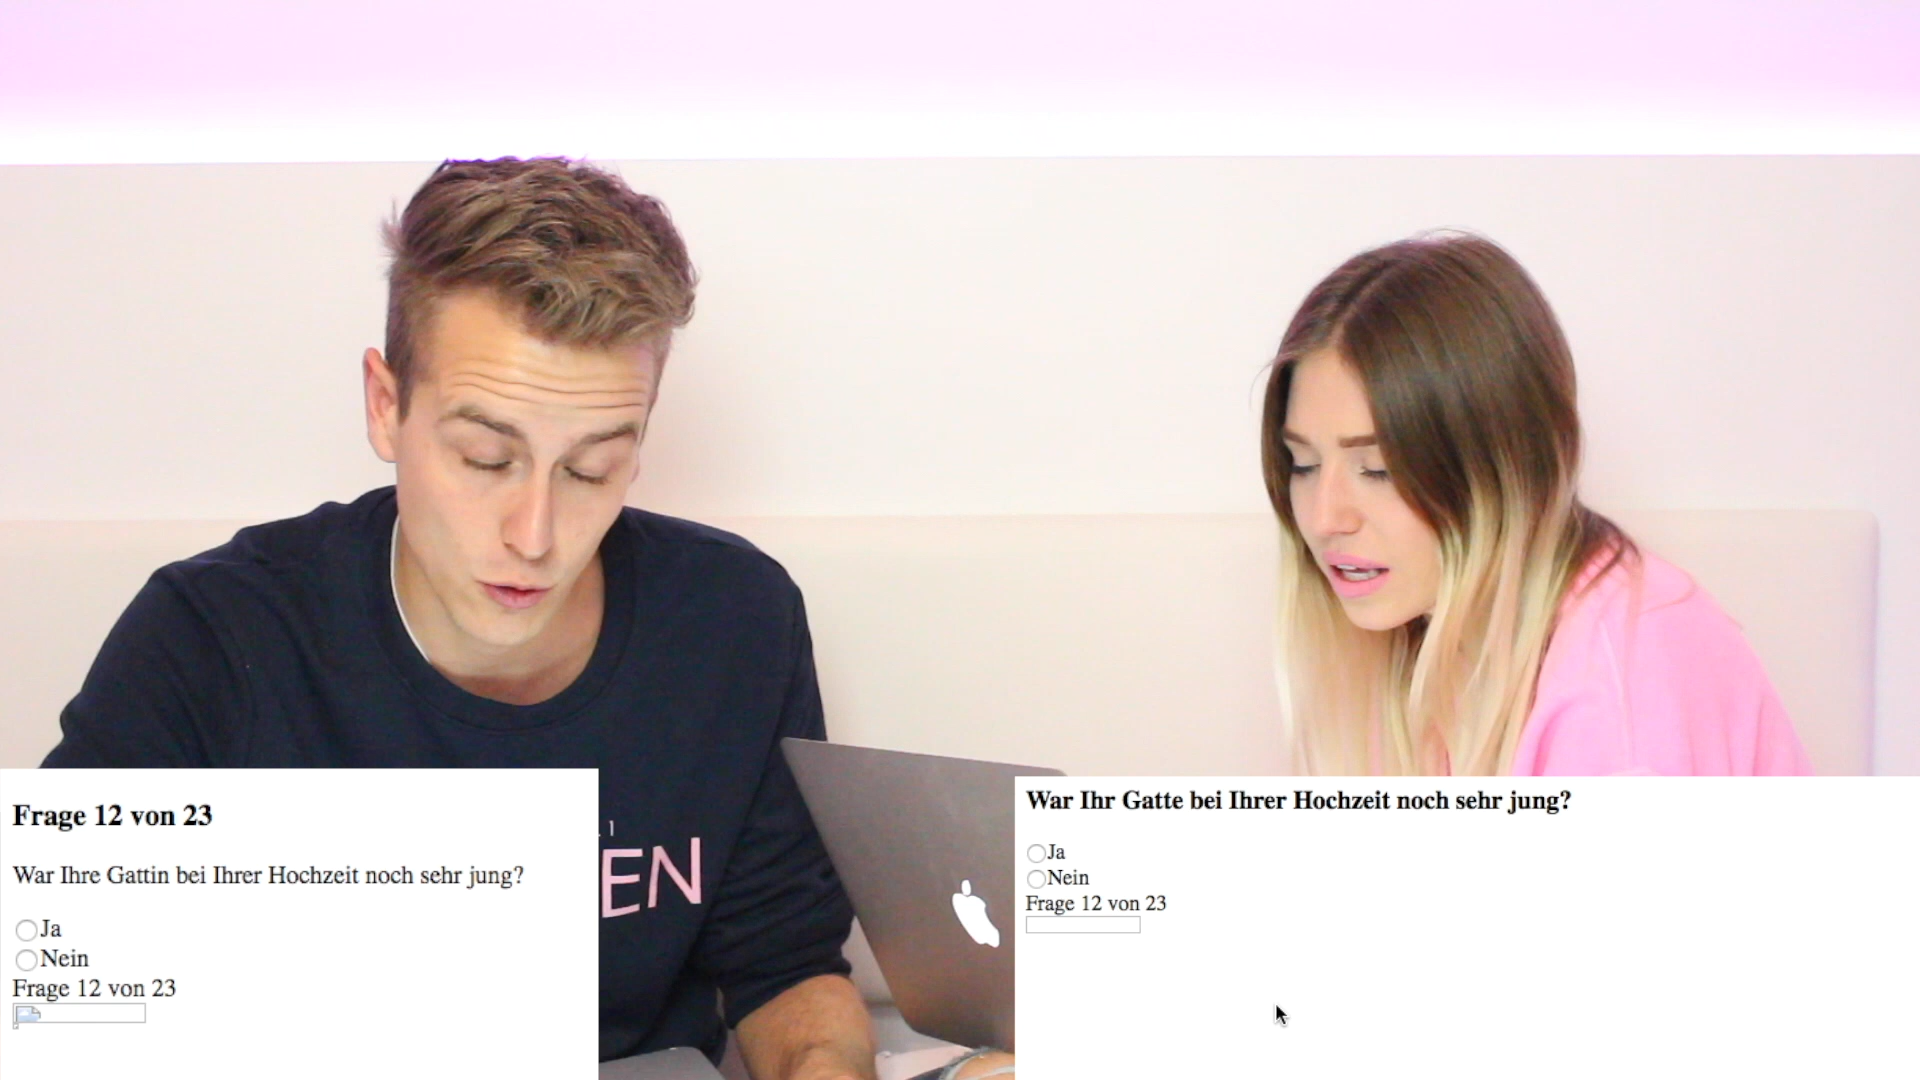 Frage 12 von 23
War Ihre Gattin bei Ihrer Hochzeit noch sehr jung?
Ja
Nein
Frage 12 von 23
EN
War Ihr Gatte bei Ihrer Hochzeit noch sehr jung?
Ja
Nein
Frage 12 von 23